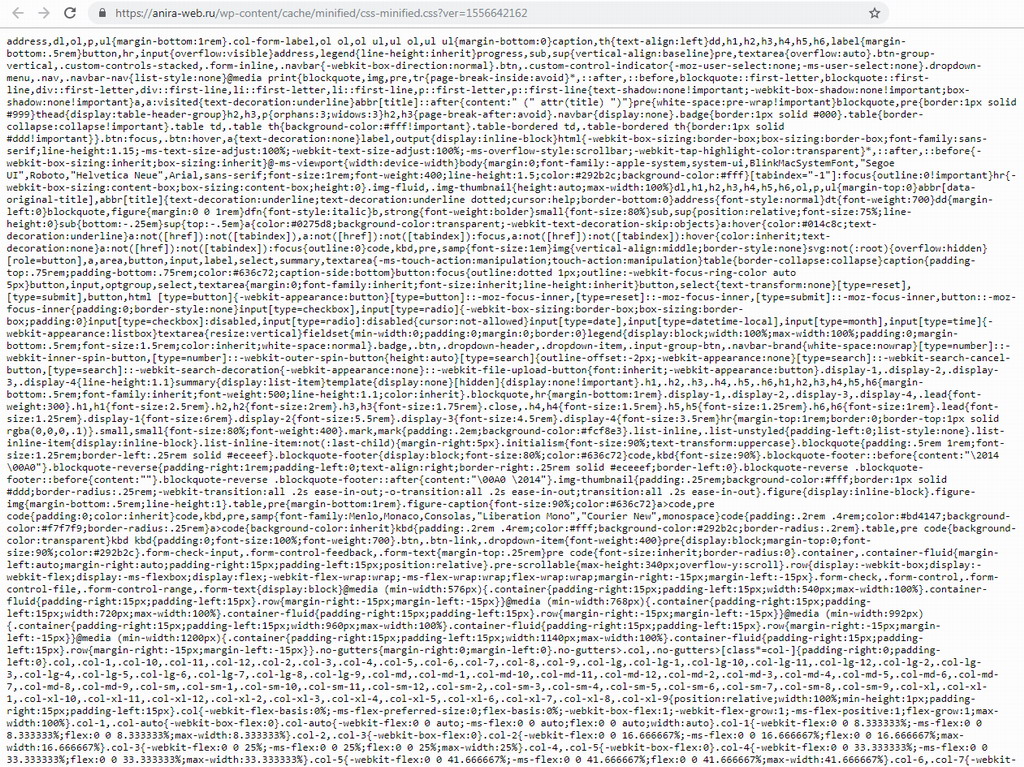 https://anira-web.ru/wp-content/cache/minified/css-minified.css?ver=1556642162
address,dl,ol,p,ul{margin-bottom:1rem}.col-form-label,ol ol,ol ul,ul ol,ul ul{margin-bottom:0}caption,th{text-align:left}dd,h1,h2,h3,h4,h5,h6,label{margin-
bottom:.5rem}button,hr,input{overflow:visible}address,legend{line-height:inherit}progress,sub,sup{vertical-align:baseline}pre,textarea{overflow:auto}.btn-group-
vertical,.custom-controls-stacked,.form-inline,.navbar{-webkit-box-direction:normal}.btn,.custom-control-indicator{-moz-user-select:none;-ms-user-select:none}.dropdown-
menu,.nav,.navbar-nav{list-style:none}@media print{blockquote,img,pre,tr{page-break-inside:avoid}*,::after,::before,blockquote::first-letter,blockquote::first-
line,div::first-letter,div::first-line,li::first-letter,li::first-line,p::first-letter,p::first-line{text-shadow:none!important;-webkit-box-shadow:none!important;box-
shadow:none!important}a,a:visited{text-decoration:underline}abbr[title]::after{content:" (" attr(title) ")"}pre{white-space:pre-wrap!important}blockquote,pre{border:1px solid
#999}thead{display:table-header-group}h2,h3,p{orphans:3;widows:3}h2,h3{page-break-after:avoid}.navbar{display:none}.badge{border:1px solid #000}.table{border-
collapse:collapse!important}.table td,.table th{background-color:#fff!important}.table-bordered td,.table-bordered th{border:1px solid
#ddd!important}}.btn:focus,.btn:hover,a{text-decoration:none}label,output{display:inline-block}html{-webkit-box-sizing:border-box;box-sizing:border-box;font-family:sans-
serif;line-height:1.15;-ms-text-size-adjust:100%;-webkit-text-size-adjust:100%;-ms-overflow-style:scrollbar;-webkit-tap-highlight-color:transparent}*,::after,::before{-
webkit-box-sizing:inherit;box-sizing:inherit}@-ms-viewport{width:device-width}body{margin:0;font-family:-apple-system,system-ui,BlinkMacSystemFont,"Segoe
UI",Roboto,"Helvetica Neue",Arial,sans-serif;font-size:1rem;font-weight:400;line-height:1.5;color:#292b2c;background-color:#fff}[tabindex="-1"]:focus{outline:0!important}hr{-
webkit-box-sizing:content-box;box-sizing:content-box;height:0}.img-fluid,.img-thumbnail{height:auto;max-width:100%}dl,h1,h2,h3,h4,h5,h6,ol,p,ul{margin-top:0}abbr[data-
original-title],abbr[title]{text-decoration:underline;text-decoration:underline dotted;cursor:help;border-bottom:0}address{font-style:normal}dt{font-weight:700}dd{margin-
left:0}blockquote,figure{margin:0 0 1rem}dfn{font-style:italic}b,strong{font-weight:bolder}small{font-size:80%}sub,sup{position:relative;font-size:75%;line-
height:0}sub{bottom:-.25em}sup{top:-.5em}a{color:#0275d8;background-color:transparent;-webkit-text-decoration-skip:objects}a:hover{color:#014c8c;text-
decoration:underline}a:not([href]):not([tabindex]),a:not([href]):not([tabindex]):focus,a:not([href]):not([tabindex]):hover{color:inherit;text-
decoration:none}a:not([href]):not([tabindex]):focus{outline:0}code,kbd,pre,samp{font-size:1em}img{vertical-align:middle;border-style:none}svg:not(:root){overflow:hidden}
[role=button],a,area,button,input,label,select,summary,textarea{-ms-touch-action:manipulation;touch-action:manipulation}table{border-collapse:collapse}caption{padding-
top:.75rem;padding-bottom:.75rem;color:#636c72;caption-side:bottom}button:focus{outline:dotted 1px;outline:-webkit-focus-ring-color auto
5px}button,input,optgroup,select,textarea{margin:0;font-family:inherit;font-size:inherit;line-height:inherit}button,select{text-transform:none}[type=reset],
[type=submit],button,html [type=button]{-webkit-appearance:button}[type=button]::-moz-focus-inner,[type=reset]::-moz-focus-inner,[type=submit]::-moz-focus-inner,button::-moz-
focus-inner{padding:0;border-style:none}input[type=checkbox],input[type=radio]{-webkit-box-sizing:border-box;box-sizing:border-
box;padding:0}input[type=checkbox]:disabled,input[type=radio]:disabled{cursor:not-allowed}input[type=date],input[type=datetime-local],input[type=month],input[type=time]{-
webkit-appearance:listbox}textarea{resize:vertical}fieldset{min-width:0;padding:0;margin:0;border:0}legend{display:block;width:100%;max-width:100%;padding:0;margin-
bottom:.5rem;font-size:1.5rem;color:inherit;white-space:normal}.badge,.btn,.dropdown-header,.dropdown-item,.input-group-btn,.navbar-brand{white-space:nowrap}[type=number]::-
webkit-inner-spin-button,[type=number]::-webkit-outer-spin-button{height:auto}[type=search]{outline-offset:-2px;-webkit-appearance:none}[type=search]::-webkit-search-cancel-
button,[type=search]::-webkit-search-decoration{-webkit-appearance:none}::-webkit-file-upload-button{font:inherit;-webkit-appearance:button}.display-1,.display-2,.display-
3,.display-4{line-height:1.1}summary{display:list-item}template{display:none}[hidden]{display:none!important}.h1,.h2,.h3,.h4,.h5,.h6,h1,h2,h3,h4,h5,h6{margin-
bottom:.5rem;font-family:inherit;font-weight:500;line-height:1.1;color:inherit}.blockquote,hr{margin-bottom:1rem}.display-1,.display-2,.display-3,.display-4,.lead{font-
weight:300}.h1,h1{font-size:2.5rem}.h2,h2{font-size:2rem}.h3,h3{font-size:1.75rem}.close,.h4,h4{font-size:1.5rem}.h5,h5{font-size:1.25rem}.h6,h6{font-size:1rem}.lead{font-
size:1.25rem}.display-1{font-size:6rem}.display-2{font-size:5.5rem}.display-3{font-size:4.5rem}.display-4{font-size:3.5rem}hr{margin-top:1rem;border:0;border-top:1px solid
rgba(0,0,0,.1)}.small,small{font-size:80%;font-weight:400}.mark,mark{padding:.2em;background-color:#fcf8e3}.list-inline,.list-unstyled{padding-left:0;list-style:none}.list-
inline-item{display:inline-block}.list-inline-item:not(:last-child){margin-right:5px}.initialism{font-size:90%;text-transform:uppercase}.blockquote{padding:.5rem 1rem;font-
size:1.25rem;border-left:.25rem solid #eceeef}.blockquote-footer{display:block;font-size:80%;color:#636c72}code,kbd{font-size:90%}.blockquote-footer::before{content:"\2014
\00A0"}.blockquote-reverse{padding-right:1rem;padding-left:0;text-align:right;border-right:.25rem solid #eceeef;border-left:0}.blockquote-reverse .blockquote-
footer::before{content:""}.blockquote-reverse .blockquote-footer::after{content:"\00A0 \2014"}.img-thumbnail{padding:.25rem;background-color:#fff;border:1px solid
#ddd;border-radius:.25rem;-webkit-transition:all .2s ease-in-out;-o-transition:all .2s ease-in-out;transition:all .2s ease-in-out}.figure{display:inline-block}.figure-
img{margin-bottom:.5rem;line-height:1}.table,pre{margin-bottom:1rem}.figure-caption{font-size:90%;color:#636c72}a>code,pre
code{padding:0;color:inherit}code,kbd,pre,samp{font-family:Menlo,Monaco,Consolas,"Liberation Mono","Courier New",monospace}code{padding:.2rem .4rem;color:#bd4147;background-
color:#f7f7f9;border-radius:.25rem}a>code{background-color:inherit}kbd{padding:.2rem .4rem;color:#fff;background-color:#292b2c;border-radius:.2rem}.table,pre code{background-
color:transparent}kbd kbd{padding:0;font-size:100%;font-weight:700}.btn,.btn-link,.dropdown-item{font-weight:400}pre{display:block;margin-top:0;font-
size:90%;color:#292b2c}.form-check-input,.form-control-feedback,.form-text{margin-top:.25rem}pre code{font-size:inherit;border-radius:0}.container,.container-fluid{margin-
left:auto;margin-right:auto;padding-right:15px;padding-left:15px;position:relative}.pre-scrollable{max-height:340px;overflow-y:scroll}.row{display:-webkit-box;display:-
webkit-flex;display:-ms-flexbox;display:flex;-webkit-flex-wrap:wrap;-ms-flex-wrap:wrap;flex-wrap:wrap;margin-right:-15px;margin-left:-15px}.form-check,.form-control,.form-
control-file,.form-control-range,.form-text{display:block}@media (min-width:576px){.container{padding-right:15px;padding-left:15px;width:540px;max-width:100%}.container-
fluid{padding-right:15px;padding-left:15px}.row{margin-right:-15px;margin-left:-15px}}@media (min-width:768px){.container{padding-right:15px;padding-
left:15px;width:720px;max-width:100%}.container-fluid{padding-right:15px;padding-left:15px}.row{margin-right:-15px;margin-left:-15px}}@media (min-width:992px)
{.container{padding-right:15px;padding-left:15px;width:960px;max-width:100%}.container-fluid{padding-right:15px;padding-left:15px}.row{margin-right:-15px;margin-
left:-15px}}@media (min-width:1200px){.container{padding-right:15px;padding-left:15px;width:1140px;max-width:100%}.container-fluid{padding-right:15px;padding-
left:15px}.row{margin-right:-15px;margin-left:-15px}}.no-gutters{margin-right:0;margin-left:0}.no-gutters>.col,.no-gutters>[class*=col-]{padding-right:0;padding-
left:0}.col,.col-1,.col-10,.col-11,.col-12,.col-2,.col-3,.col-4,.col-5,.col-6,.col-7,.col-8,.col-9,.col-lg,.col-lg-1,.col-lg-10,.col-lg-11,.col-lg-12,.col-lg-2,.col-lg-
3,.col-lg-4,.col-lg-5,.col-lg-6,.col-lg-7,.col-lg-8,.col-lg-9,.col-md,.col-md-1,.col-md-10,.col-md-11,.col-md-12,.col-md-2,.col-md-3,.col-md-4,.col-md-5,.col-md-6,.col-md-
7,.col-md-8,.col-md-9,.col-sm,.col-sm-1,.col-sm-10,.col-sm-11,.col-sm-12,.col-sm-2,.col-sm-3,.col-sm-4,.col-sm-5,.col-sm-6,.col-sm-7,.col-sm-8,.col-sm-9,.col-xl,.col-xl-
1,.col-xl-10,.col-xl-11,.col-xl-12,.col-xl-2,.col-xl-3,.col-xl-4,.col-xl-5,.col-xl-6,.col-xl-7,.col-xl-8,.col-xl-9{position:relative;width:100%;min-height:1px;padding-
right:15px;padding-left:15px}.col{-webkit-flex-basis:0%;-ms-flex-preferred-size:0;flex-basis:0%;-webkit-box-flex:1;-webkit-flex-grow:1;-ms-flex-positive:1;flex-grow:1;max-
width:100%}.col-1,.col-auto{-webkit-box-flex:0}.col-auto{-webkit-flex:0 0 auto;-ms-flex:0 0 auto;flex:0 0 auto;width:auto}.col-1{-webkit-flex:0 0 8.333333%;-ms-flex:0 0
8.333333%;flex:0 0 8.333333%;max-width:8.333333%}.col-2,.col-3{-webkit-box-flex:0}.col-2{-webkit-flex:0 0 16.666667%;-ms-flex:0 0 16.666667%;flex:0 0 16.666667%;max-
width:16.666667%}.col-3{-webkit-flex:0 0 25%;-ms-flex:0 0 25%;flex:0 0 25%;max-width:25%}.col-4,.col-5{-webkit-box-flex:0}.col-4{-webkit-flex:0 0 33.333333%;-ms-flex:0 0
33.333333%;flex:0 0 33.333333%;max-width:33.333333%}.col-5{-webkit-flex:0 0 41.666667%;-ms-flex:0 0 41.666667%;flex:0 0 41.666667%;max-width:41.666667%}.col-6,.col-7{-webkit-